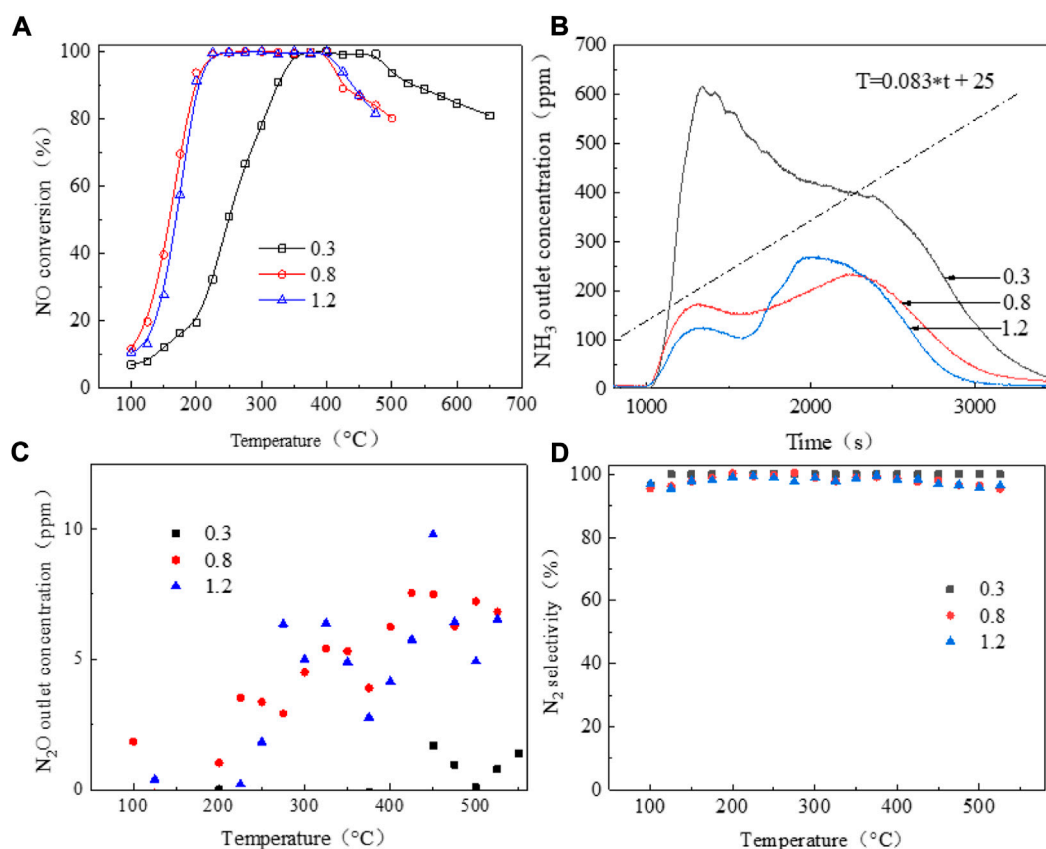 A
NO conversion（%）
100
80
60
40
20
0
0.3
0.8
1.2
100 200 300 400 500 600 700
Temperature（°C）
B
NH3 outlet concentration（ppm）
700
600
500
400
300
200
100
0
T=0.083*t + 25
0.3
0.8
1.2
1000 2000 3000
Time（s）
C
N2O outlet concentration（ppm）
10
5
0
0.3
0.8
1.2
100 200 300 400 500
Temperature（°C）
D
N2 selectivity（%）
100
80
60
40
20
0
0.3
0.8
1.2
100 200 300 400 500
Temperature（°C）